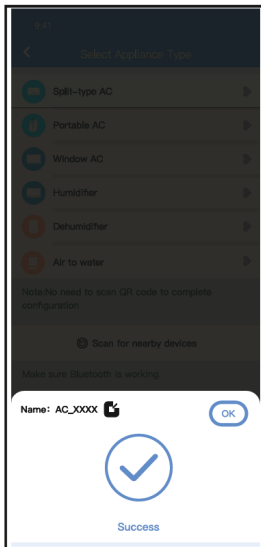 9:41
Select Appliance Type
Split-type AC
Portable AC
Window AC
Humidifier
Dehumidifier
Air to water
Note:No need to scan QR code to complete
configuration
Scan for nearby devices
Make sure Bluetooth is working.
Name: AC_XXXX
OK
Success